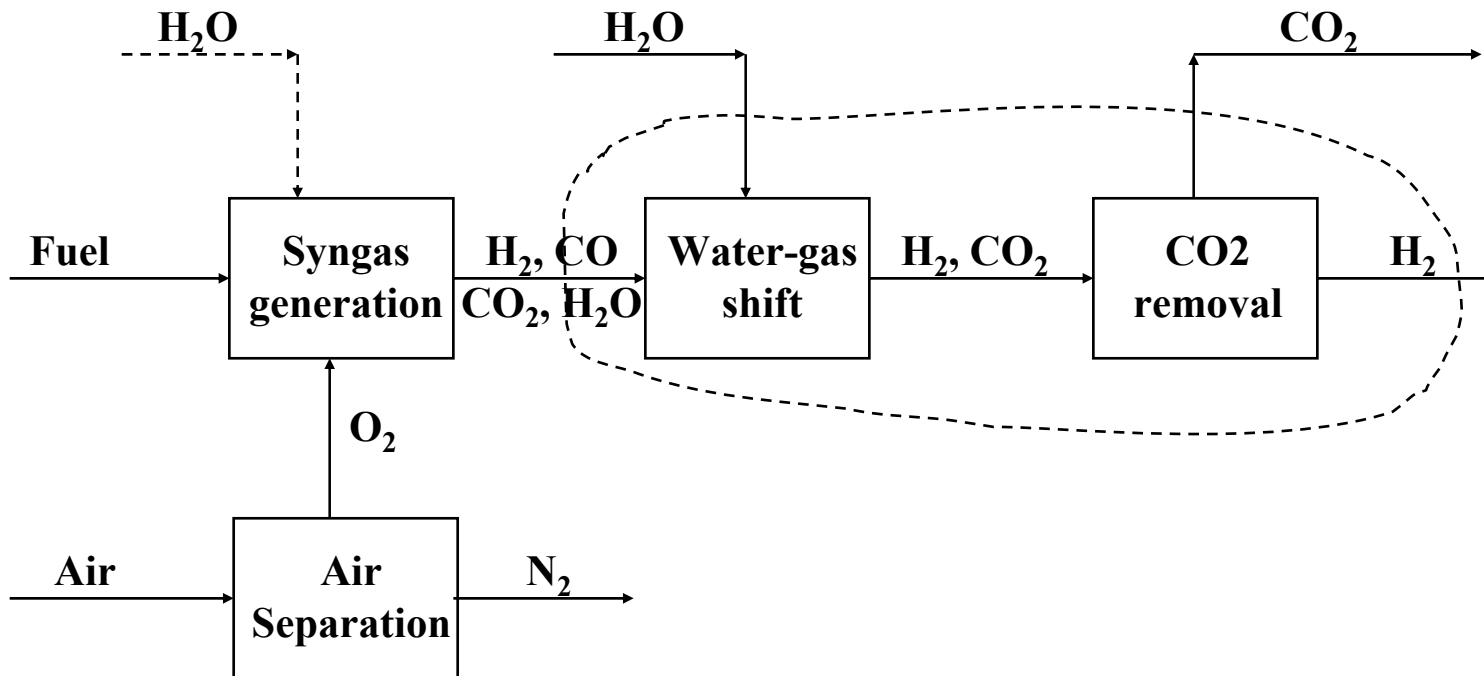 H₂O
H₂O
CO₂
Fuel
Syngas
generation
H₂, CO
CO₂, H₂O
Water-gas
shift
H₂, CO₂
CO2
removal
H₂
O₂
Air
Air
Separation
N₂